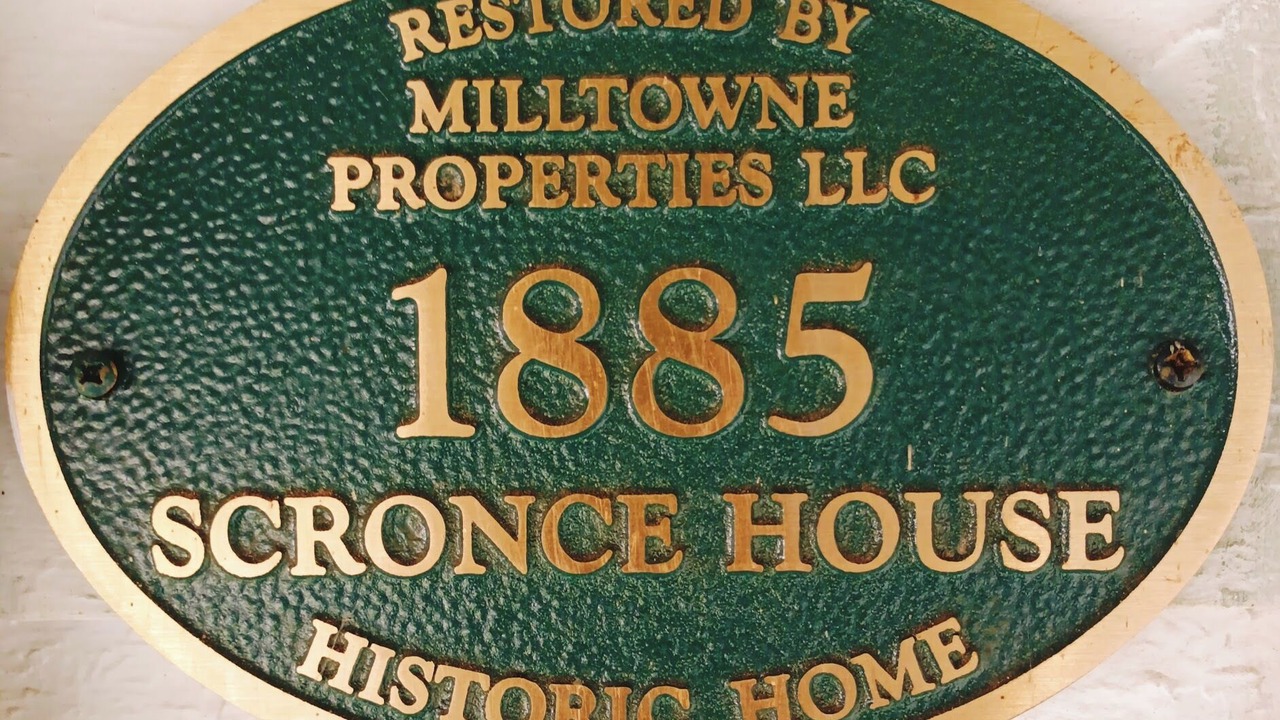 RESTORED BY
MILLTOWNE
PROPERTIES LLC
1885
SCRONCE HOUSE
HISTORIC HOME